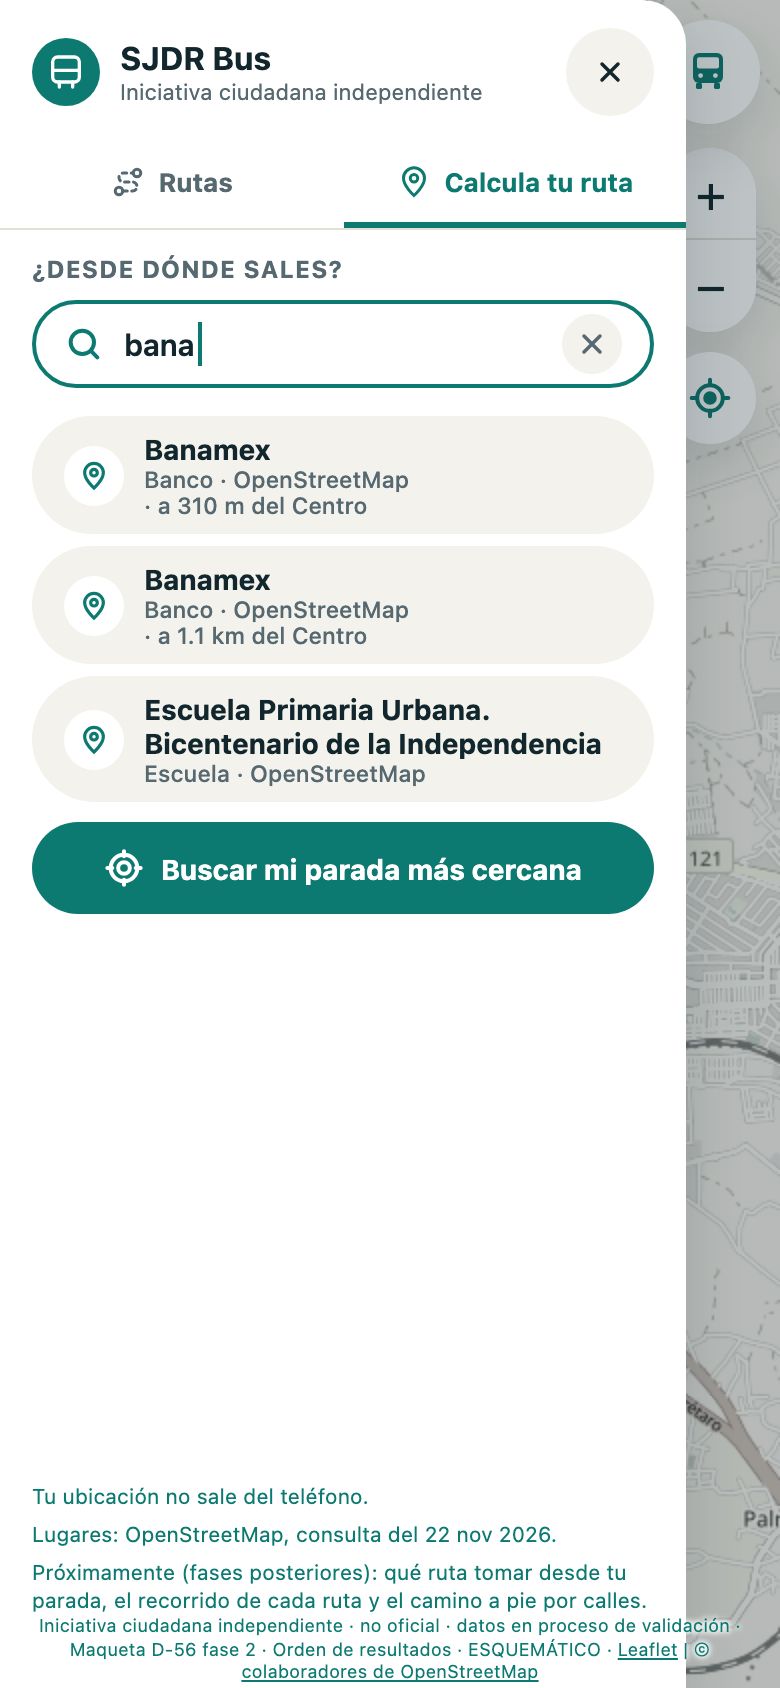 SJDR Bus
Iniciativa ciudadana independiente
Rutas
Calcula tu ruta
¿DESDE DÓNDE SALES?
bana
Banamex
Banco · OpenStreetMap
· a 310 m del Centro
Banamex
Banco · OpenStreetMap
· a 1.1 km del Centro
Escuela Primaria Urbana.
Bicentenario de la Independencia
Escuela · OpenStreetMap
121
Buscar mi parada más cercana
Tu ubicación no sale del teléfono.
Lugares: OpenStreetMap, consulta del 22 nov 2026.
Próximamente (fases posteriores): qué ruta tomar desde tu
parada, el recorrido de cada ruta y el camino a pie por calles.
Iniciativa ciudadana independiente · no oficial · datos en proceso de validación ·
Maqueta D-56 fase 2 · Orden de resultados · ESQUEMÁTICO · Leaflet | ©
colaboradores de OpenStreetMap